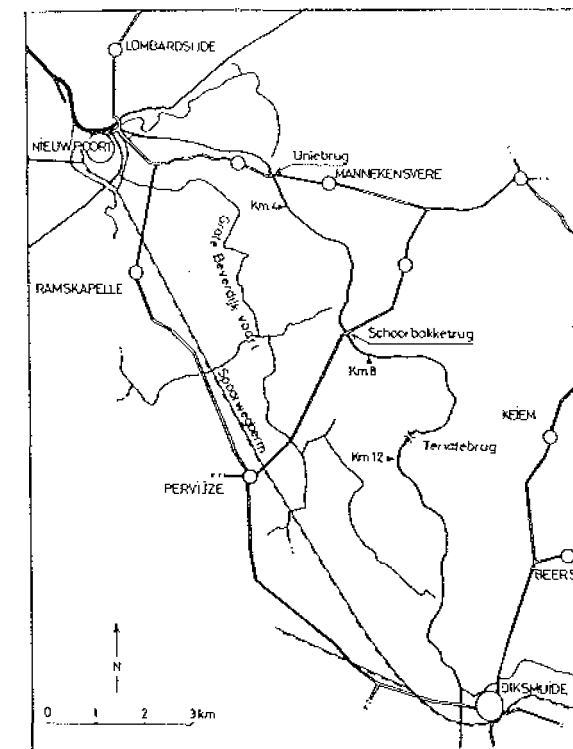 LOMBARDSIJDE
NIEUWPOORT
Uniebrug
MANNEKENSVERE
Km 4
Grote Beverdijk vaart
RAMSKAPELLE
Schoorbakkebrug
Km 8
Spoorwegberm
KEIEM
Tervatebrug
Km 12
PERVIJZE
BEERS
N
DIKSMUIDE
0 1 2 3 km